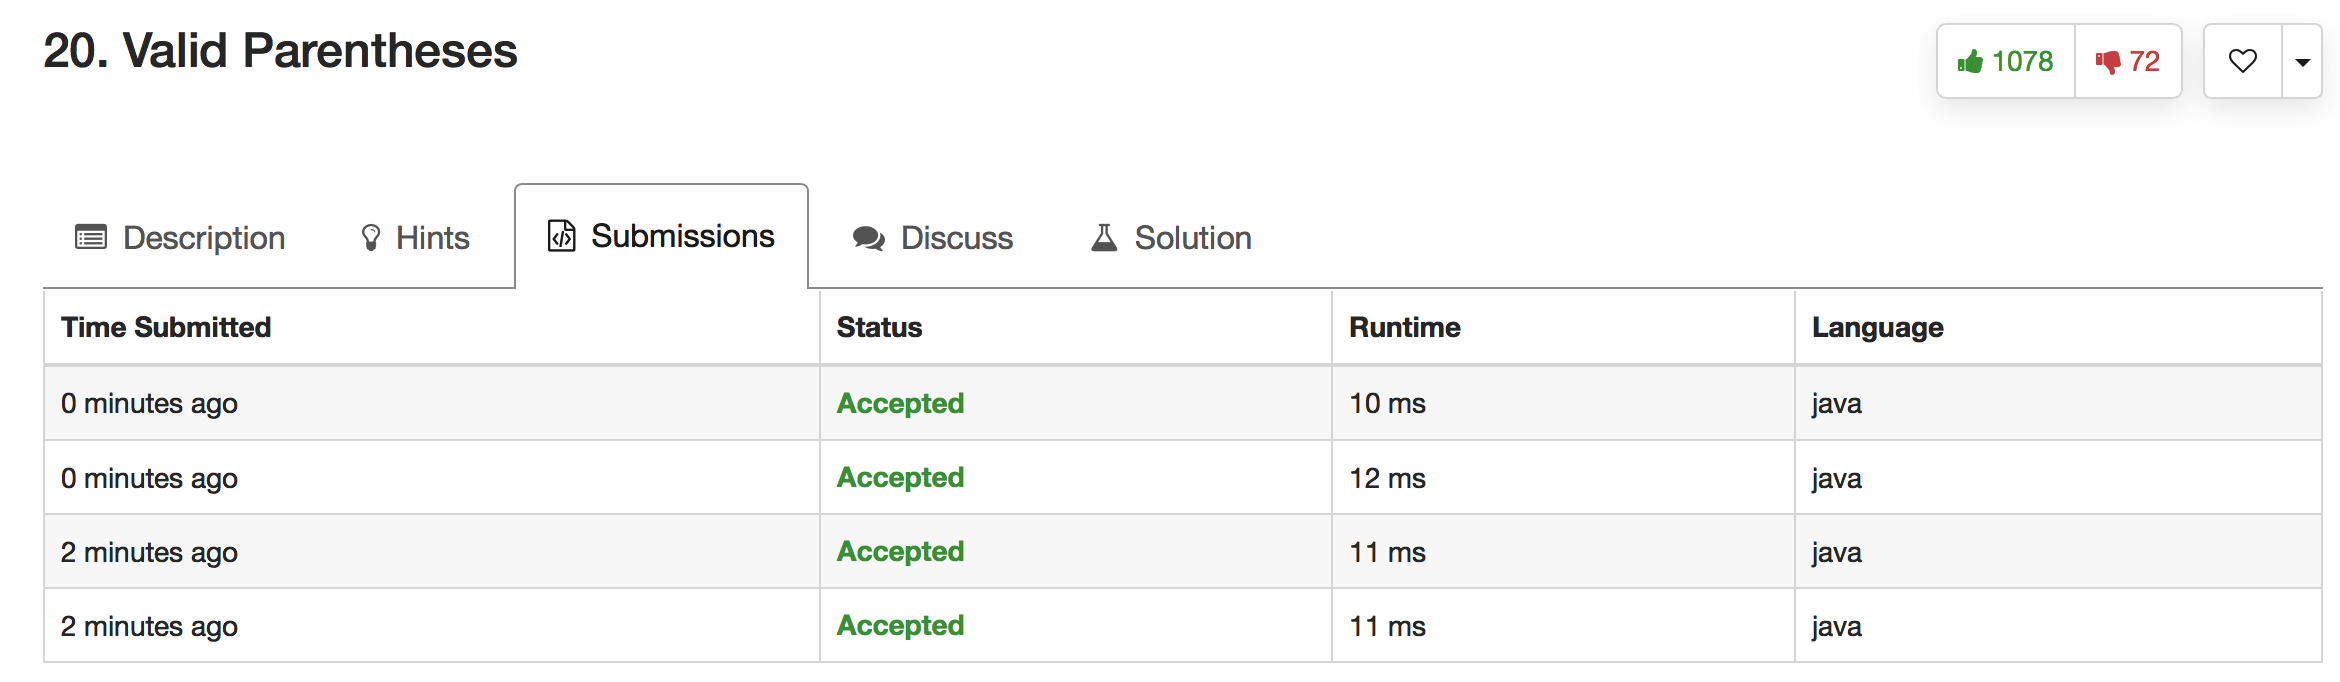 20. Valid Parentheses
1078 72
Description Hints Submissions Discuss Solution
Time Submitted Status Runtime Language
0 minutes ago Accepted 10 ms java
0 minutes ago Accepted 12 ms java
2 minutes ago Accepted 11 ms java
2 minutes ago Accepted 11 ms java